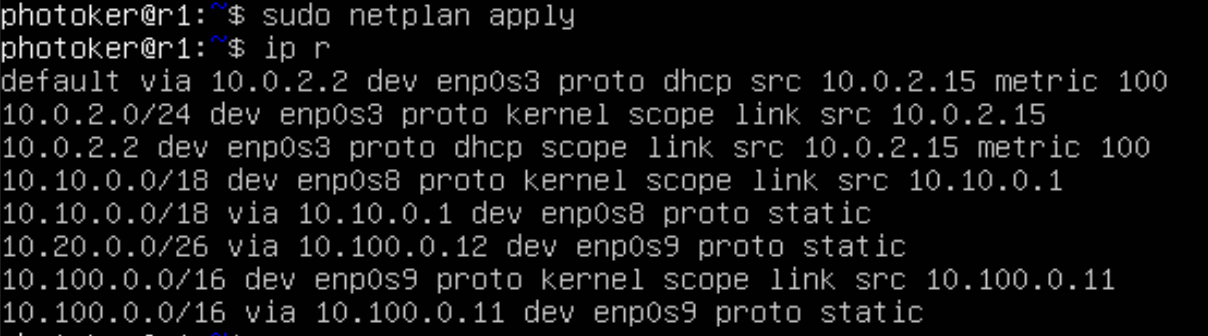 photoker@r1:~$ sudo netplan apply
photoker@r1:~$ ip r
default via 10.0.2.2 dev enp0s3 proto dhcp src 10.0.2.15 metric 100
10.0.2.0/24 dev enp0s3 proto kernel scope link src 10.0.2.15
10.0.2.2 dev enp0s3 proto dhcp scope link src 10.0.2.15 metric 100
10.10.0.0/18 dev enp0s8 proto kernel scope link src 10.10.0.1
10.10.0.0/18 via 10.10.0.1 dev enp0s8 proto static
10.20.0.0/26 via 10.100.0.12 dev enp0s9 proto static
10.100.0.0/16 dev enp0s9 proto kernel scope link src 10.100.0.11
10.100.0.0/16 via 10.100.0.11 dev enp0s9 proto static